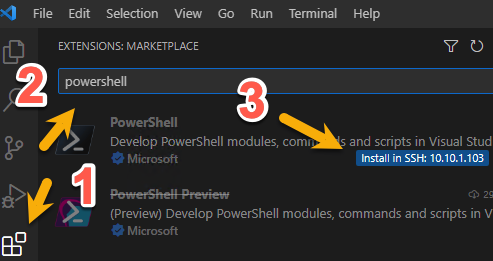 File Edit Selection View Go Run Terminal Help
EXTENSIONS: MARKETPLACE
2
powershell
3
PowerShell
Develop PowerShell modules, commands and scripts in Visual Stud
Microsoft
Install in SSH: 10.10.1.103
1
PowerShell Preview
29
(Preview) Develop PowerShell modules, commands and scripts in V
Microsoft